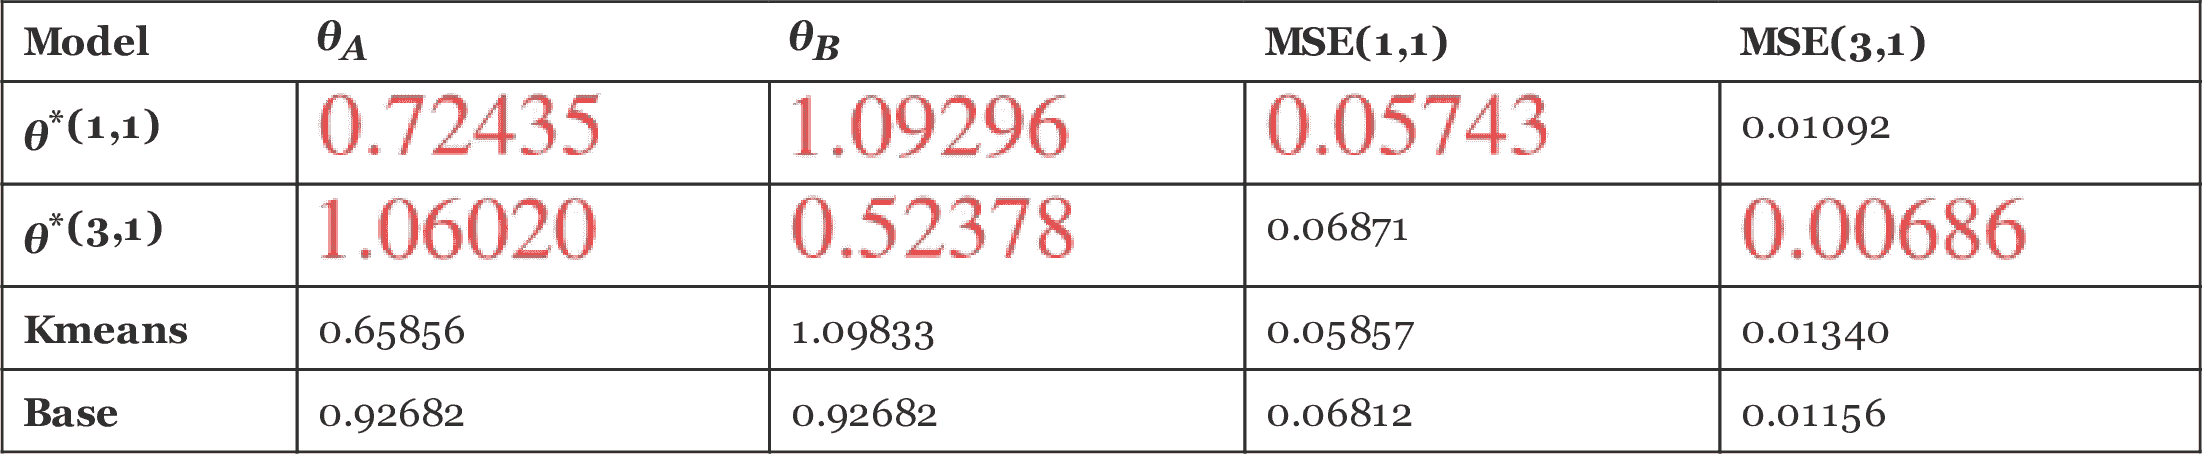 Model θA θB MSE(1,1) MSE(3,1)
θ*(1,1) 0.72435 1.09296 0.05743 0.01092
θ*(3,1) 1.06020 0.52378 0.06871 0.00686
Kmeans 0.65856 1.09833 0.05857 0.01340
Base 0.92682 0.92682 0.06812 0.01156